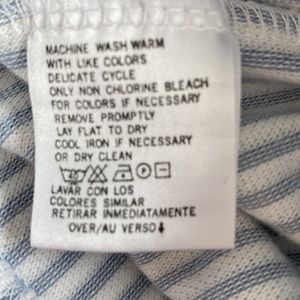 MACHINE WASH WARM
WITH LIKE COLORS
DELICATE CYCLE
ONLY NON CHLORINE BLEACH
FOR COLORS IF NECESSARY
REMOVE PROMPTLY
LAY FLAT TO DRY
COOL IRON IF NECESSARY
OR DRY CLEAN
LAVAR CON LOS
COLORES SIMILAR
RETIRAR INMEDIATAMENTE
OVER/AU VERSO↓